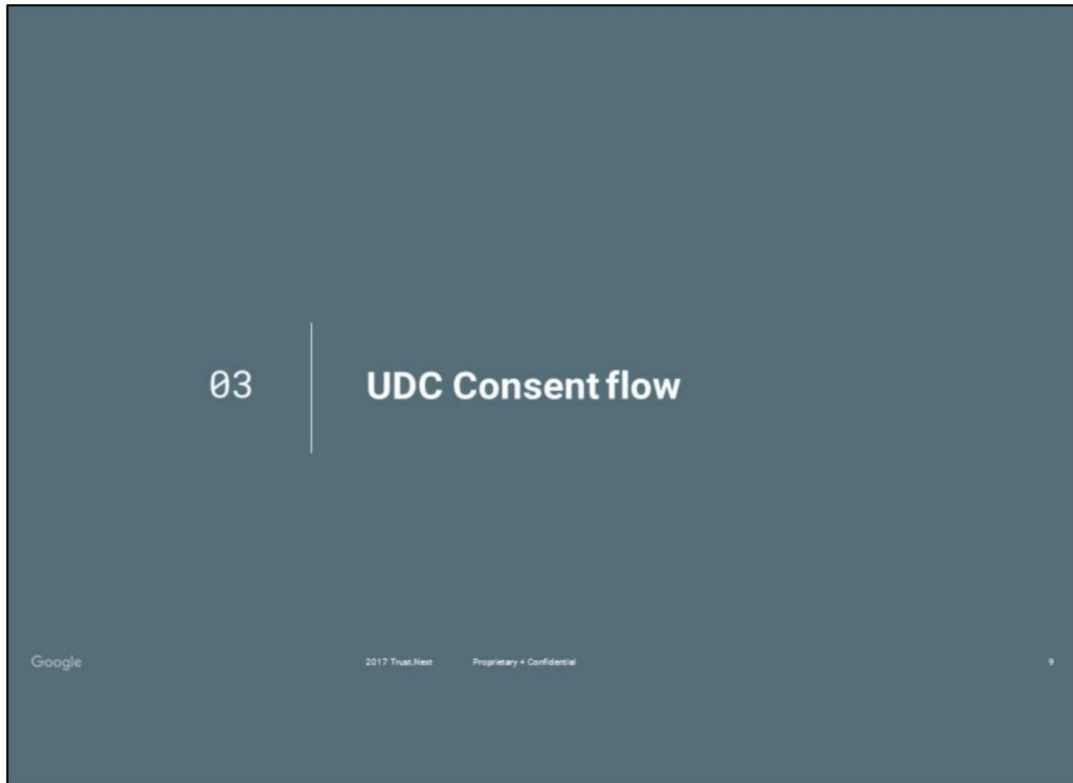 03
UDC Consent flow
Google
2017 Trust.Next
Proprietary + Confidential
9